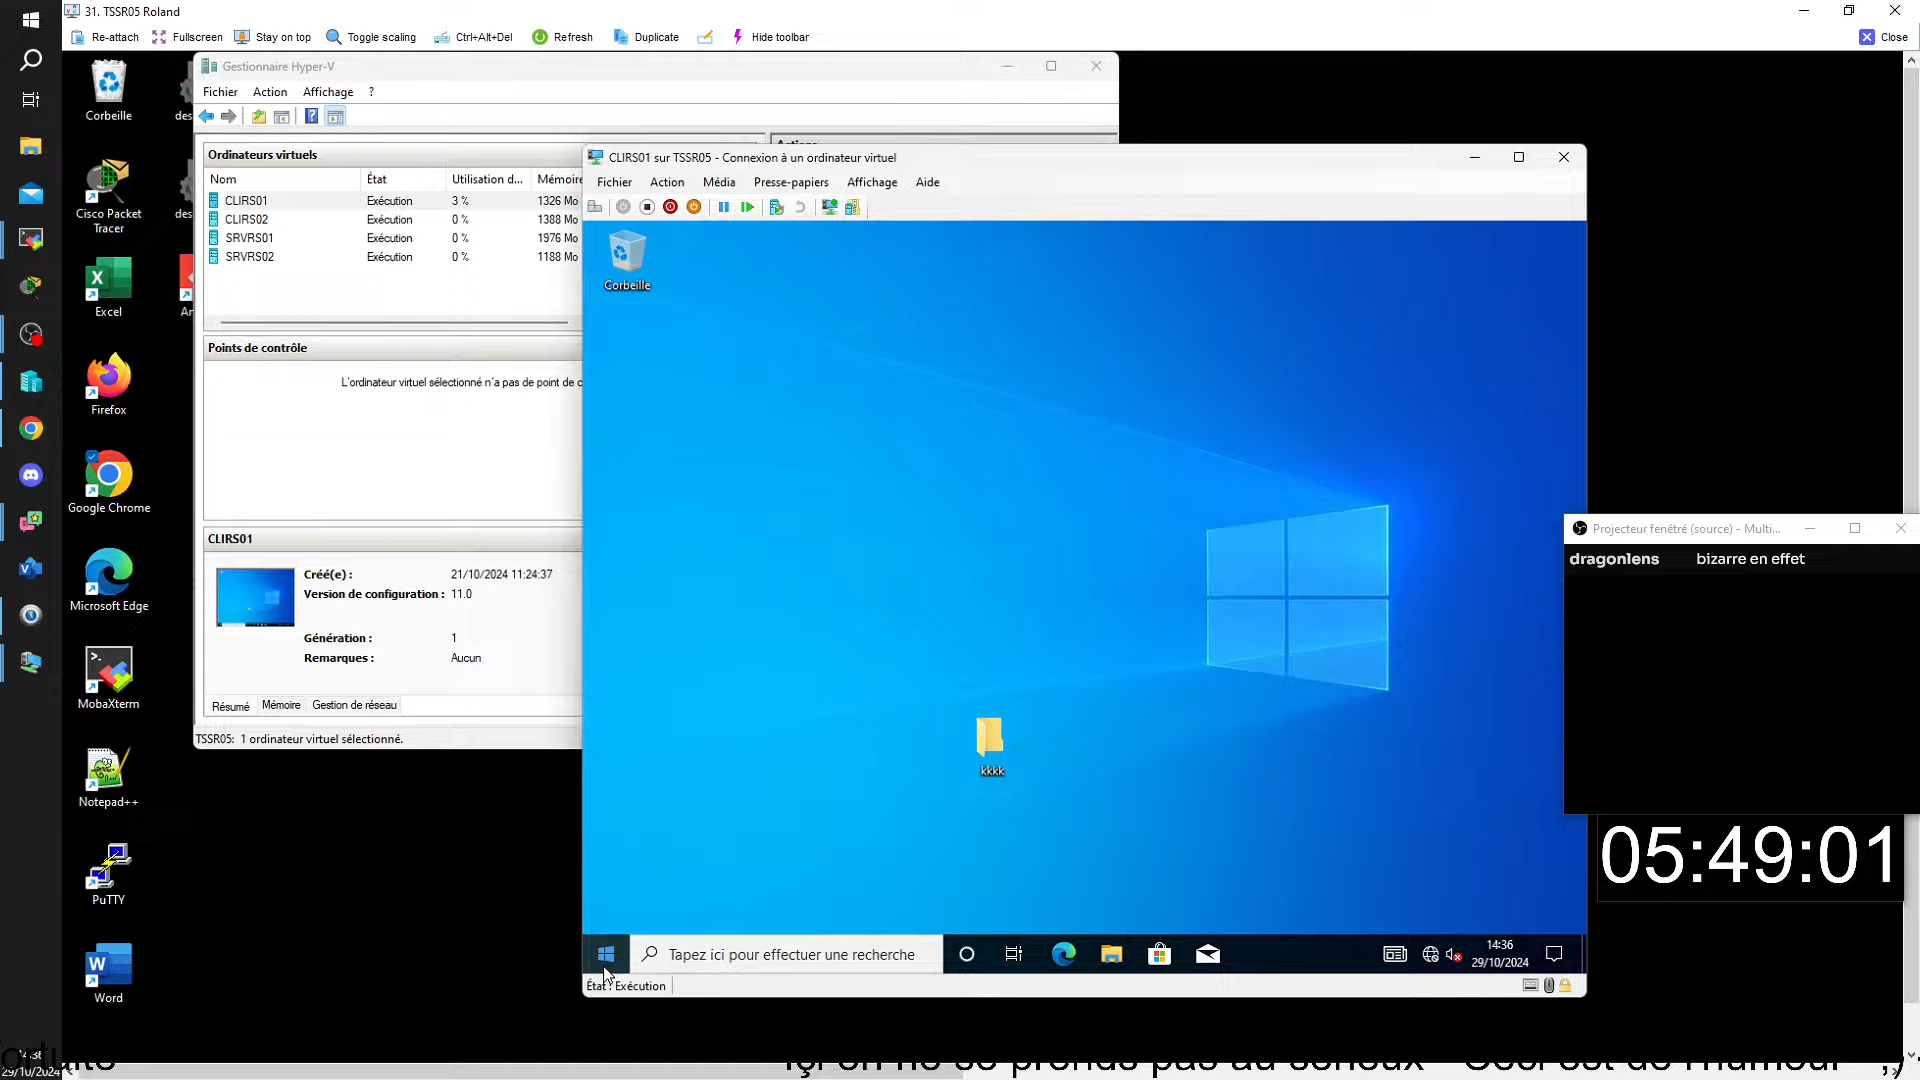 31. TSSR05 Roland
Re-attach Fullscreen Stay on top Toggle scaling Ctrl+Alt+Del Refresh Duplicate Hide toolbar Close
Gestionnaire Hyper-V
Fichier Action Affichage ?
Ordinateurs virtuels
Nom État Utilisation d... Mémoire
CLIRS01 Exécution 3 % 1326 Mo
CLIRS02 Exécution 0 % 1388 Mo
SRVRS01 Exécution 0 % 1976 Mo
SRVRS02 Exécution 0 % 1188 Mo
Points de contrôle
L'ordinateur virtuel sélectionné n'a pas de point de c
CLIRS01
Créé(e) : 21/10/2024 11:24:37
Version de configuration : 11.0
Génération : 1
Remarques : Aucun
Résumé Mémoire Gestion de réseau
TSSR05: 1 ordinateur virtuel sélectionné.
Corbeille
des
Cisco Packet
Tracer
des
Excel
Firefox
Google Chrome
Microsoft Edge
MobaXterm
Notepad++
PuTTY
Word
CLIRS01 sur TSSR05 - Connexion à un ordinateur virtuel
Fichier Action Média Presse-papiers Affichage Aide
Corbeille
kkkk
Tapez ici pour effectuer une recherche
14:36
29/10/2024
État : Exécution
Projecteur fenêtré (source) - Multi...
dragonlens bizarre en effet
05:49:01
29/10/2024